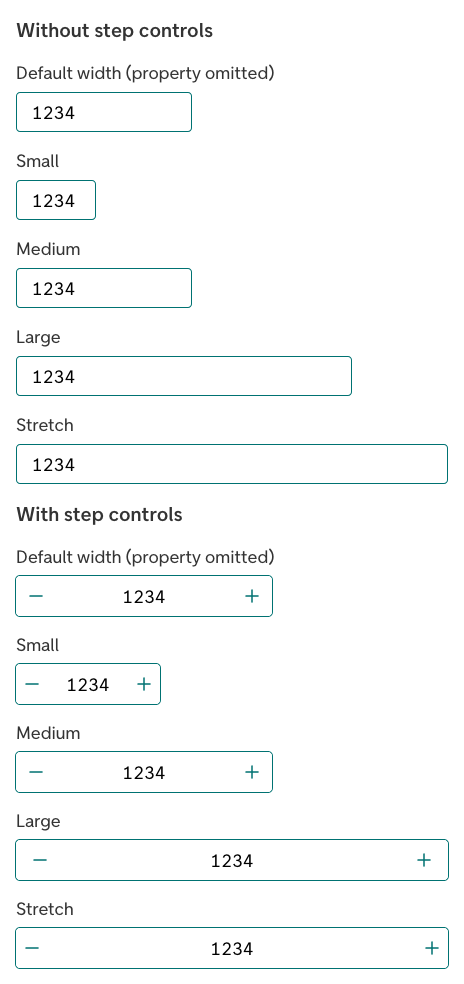 Without step controls
Default width (property omitted)
1234
Small
1234
Medium
1234
Large
1234
Stretch
1234
With step controls
Default width (property omitted)
− 1234 +
Small
− 1234 +
Medium
− 1234 +
Large
− 1234 +
Stretch
− 1234 +